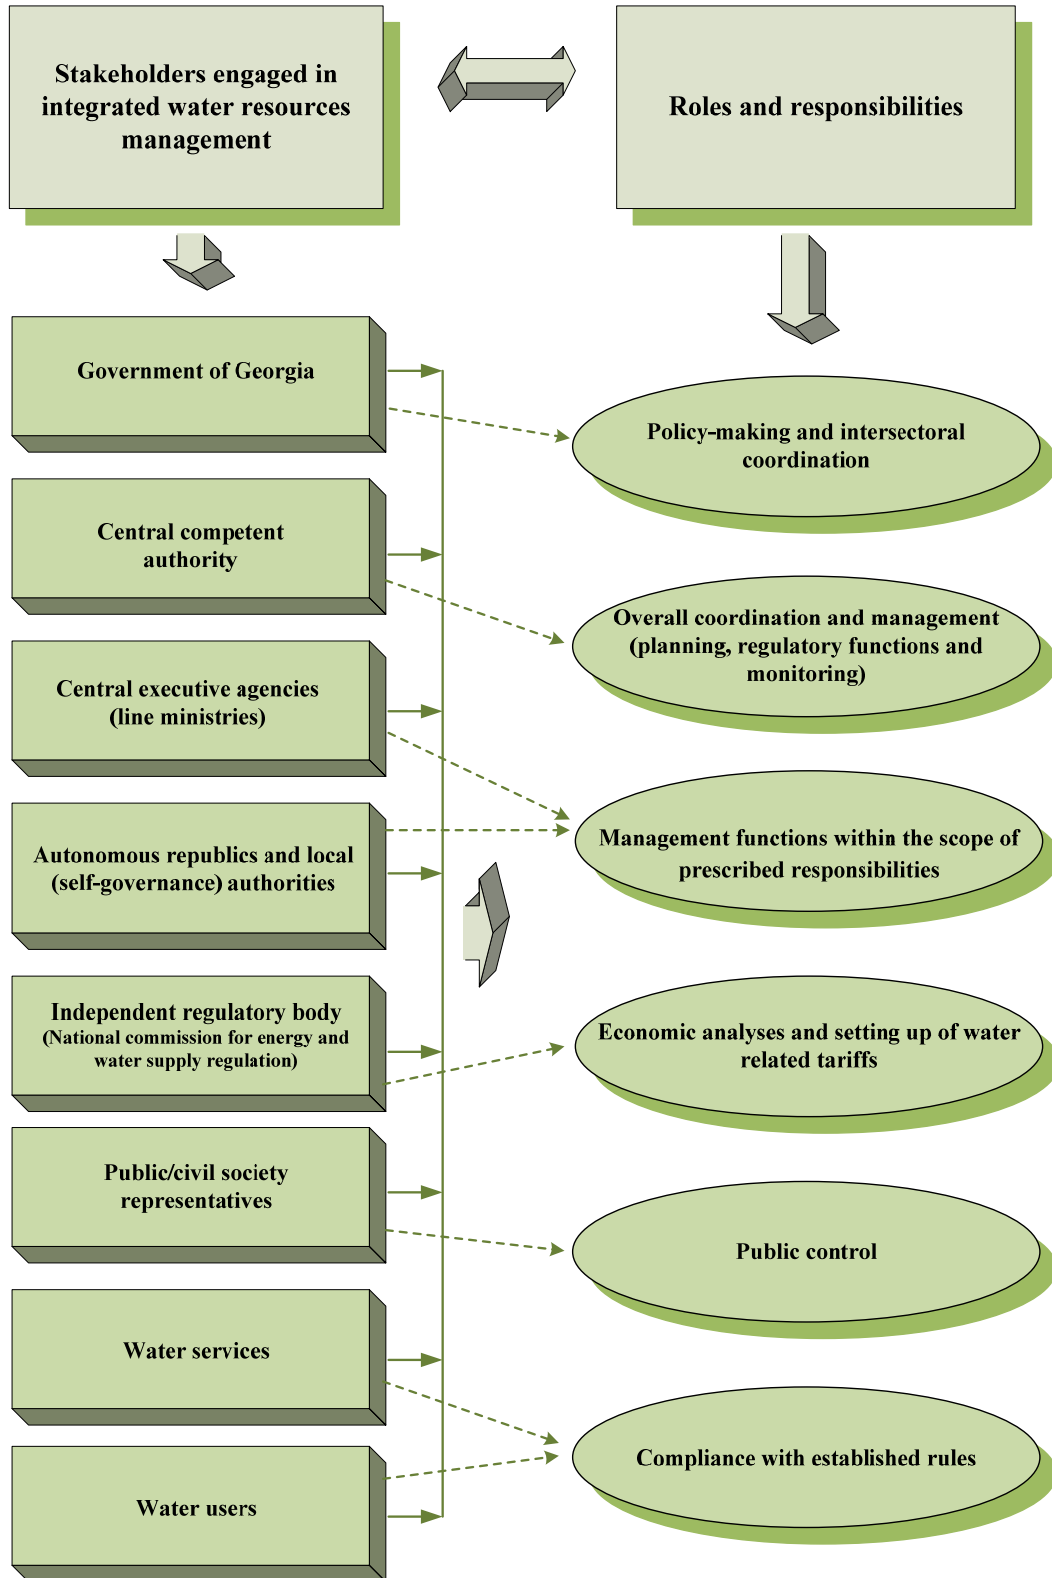 Stakeholders engaged in
integrated water resources
management
Roles and responsibilities
Government of Georgia
Policy-making and intersectoral
coordination
Central competent
authority
Overall coordination and management
(planning, regulatory functions and
monitoring)
Central executive agencies
(line ministries)
Management functions within the scope of
prescribed responsibilities
Autonomous republics and local
(self-governance) authorities
Independent regulatory body
(National commission for energy and
water supply regulation)
Economic analyses and setting up of water
related tariffs
Public/civil society
representatives
Public control
Water services
Compliance with established rules
Water users